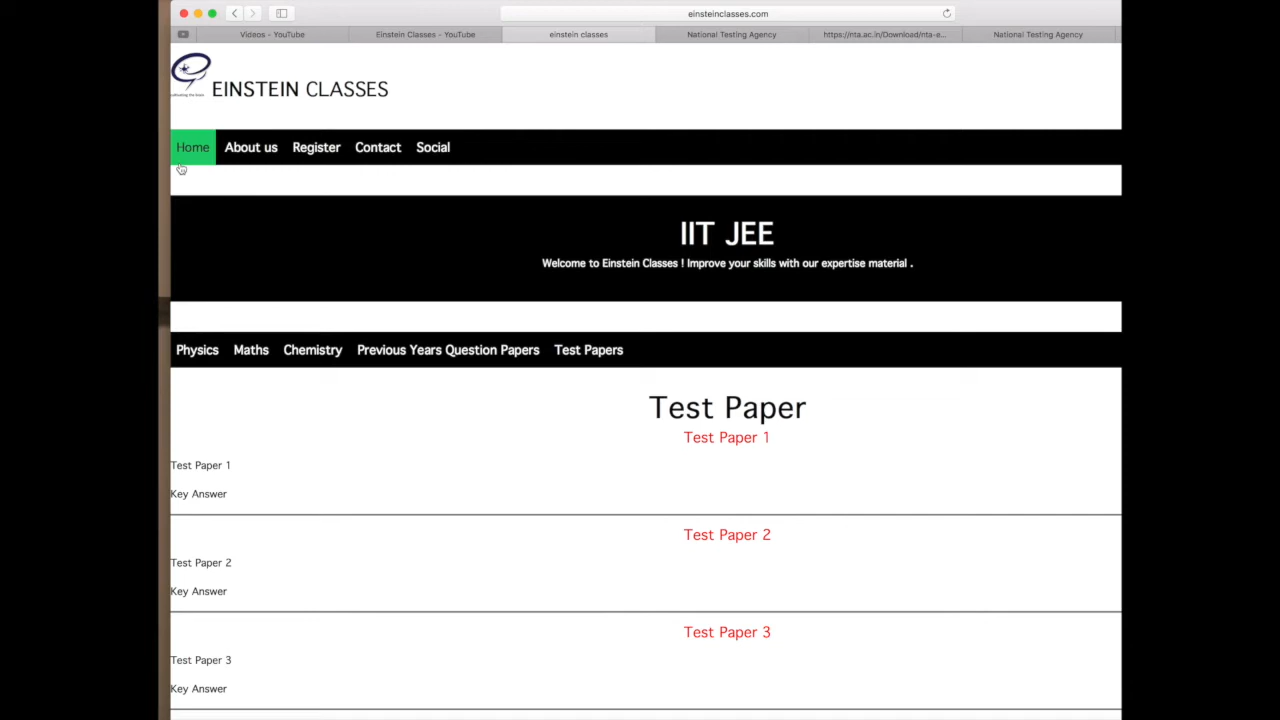 einsteinclasses.com
Videos - YouTube
Einstein Classes - YouTube
einstein classes
National Testing Agency
https://nta.ac.in/Download/nta-e...
National Testing Agency
EINSTEIN CLASSES
Home About us Register Contact Social
IIT JEE
Welcome to Einstein Classes ! Improve your skills with our expertise material .
Physics Maths Chemistry Previous Years Question Papers Test Papers
Test Paper
Test Paper 1
Test Paper 1
Key Answer
Test Paper 2
Test Paper 2
Key Answer
Test Paper 3
Test Paper 3
Key Answer